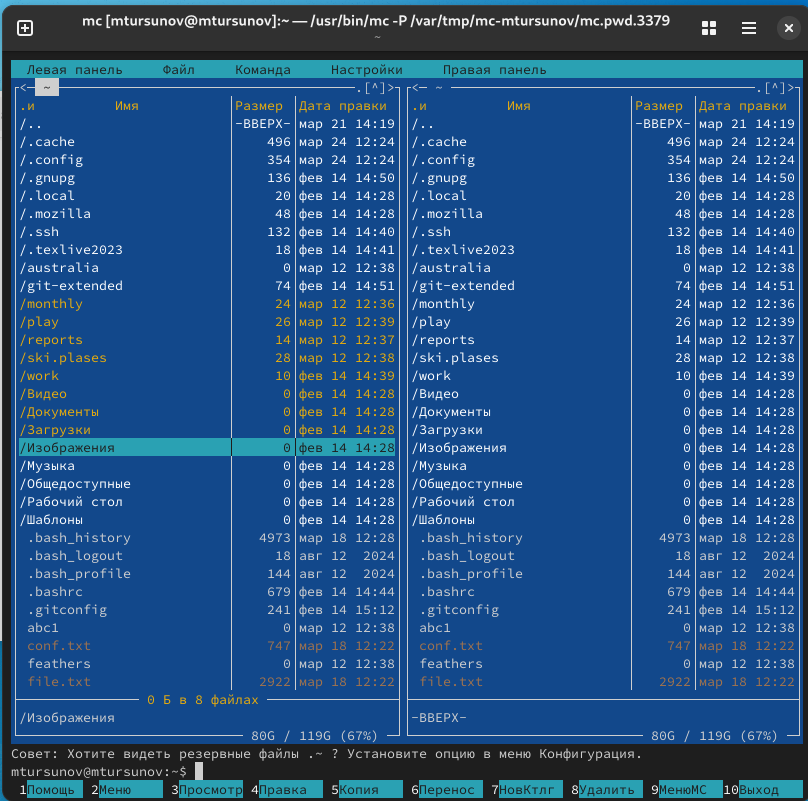 mc [mtursunov@mtursunov]:~ — /usr/bin/mc -P /var/tmp/mc-mtursunov/mc.pwd.3379
~
Левая панель Файл Команда Настройки Правая панель
<─ ~ .[^]> <─ ~ .[^]>
.и Имя Размер Дата правки .и Имя Размер Дата правки
/.. -ВВЕРХ- мар 21 14:19 /.. -ВВЕРХ- мар 21 14:19
/.cache 496 мар 24 12:24 /.cache 496 мар 24 12:24
/.config 354 мар 24 12:24 /.config 354 мар 24 12:24
/.gnupg 136 фев 14 14:50 /.gnupg 136 фев 14 14:50
/.local 20 фев 14 14:28 /.local 20 фев 14 14:28
/.mozilla 48 фев 14 14:28 /.mozilla 48 фев 14 14:28
/.ssh 132 фев 14 14:40 /.ssh 132 фев 14 14:40
/.texlive2023 18 фев 14 14:41 /.texlive2023 18 фев 14 14:41
/australia 0 мар 12 12:38 /australia 0 мар 12 12:38
/git-extended 74 фев 14 14:51 /git-extended 74 фев 14 14:51
/monthly 24 мар 12 12:36 /monthly 24 мар 12 12:36
/play 26 мар 12 12:39 /play 26 мар 12 12:39
/reports 14 мар 12 12:37 /reports 14 мар 12 12:37
/ski.plases 28 мар 12 12:38 /ski.plases 28 мар 12 12:38
/work 10 фев 14 14:39 /work 10 фев 14 14:39
/Видео 0 фев 14 14:28 /Видео 0 фев 14 14:28
/Документы 0 фев 14 14:28 /Документы 0 фев 14 14:28
/Загрузки 0 фев 14 14:28 /Загрузки 0 фев 14 14:28
/Изображения 0 фев 14 14:28 /Изображения 0 фев 14 14:28
/Музыка 0 фев 14 14:28 /Музыка 0 фев 14 14:28
/Общедоступные 0 фев 14 14:28 /Общедоступные 0 фев 14 14:28
/Рабочий стол 0 фев 14 14:28 /Рабочий стол 0 фев 14 14:28
/Шаблоны 0 фев 14 14:28 /Шаблоны 0 фев 14 14:28
.bash_history 4973 мар 18 12:28 .bash_history 4973 мар 18 12:28
.bash_logout 18 авг 12 2024 .bash_logout 18 авг 12 2024
.bash_profile 144 авг 12 2024 .bash_profile 144 авг 12 2024
.bashrc 679 фев 14 14:44 .bashrc 679 фев 14 14:44
.gitconfig 241 фев 14 15:12 .gitconfig 241 фев 14 15:12
abc1 0 мар 12 12:38 abc1 0 мар 12 12:38
conf.txt 747 мар 18 12:22 conf.txt 747 мар 18 12:22
feathers 0 мар 12 12:38 feathers 0 мар 12 12:38
file.txt 2922 мар 18 12:22 file.txt 2922 мар 18 12:22
0 Б в 8 файлах
/Изображения -ВВЕРХ-
80G / 119G (67%) 80G / 119G (67%)
Совет: Хотите видеть резервные файлы .~ ? Установите опцию в меню Конфигурация.
mtursunov@mtursunov:~$
1Помощь 2Меню 3Просмотр 4Правка 5Копия 6Перенос 7НовКтлг 8Удалить 9МенюМС 10Выход